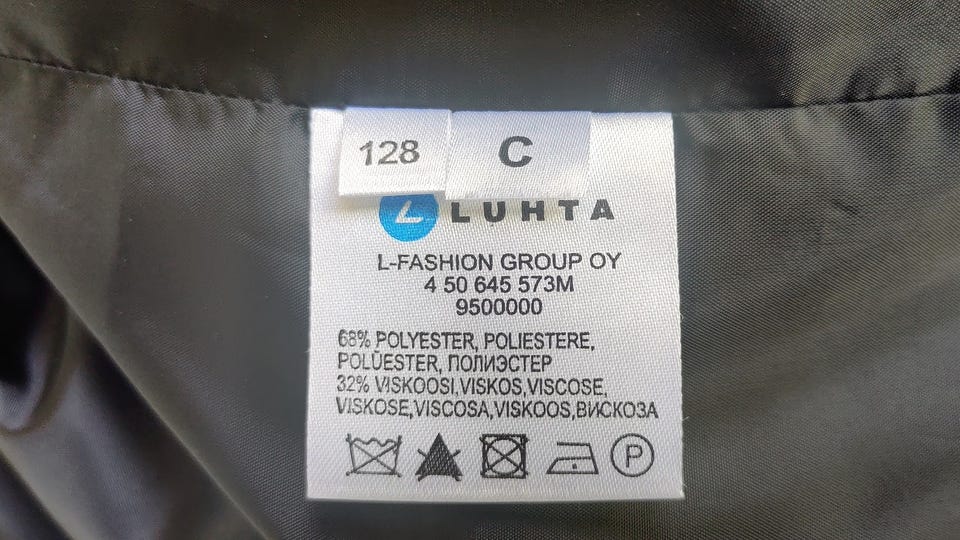 128
C
LUHTA
L-FASHION GROUP OY
4 50 645 573M
9500000
68% POLYESTER, POLIESTERE,
POLÜESTER, ПОЛИЭСТЕР
32% VISKOOSI,VISKOS,VISCOSE,
VISKOSE,VISCOSA,VISKOOS,ВИСКОЗА
P